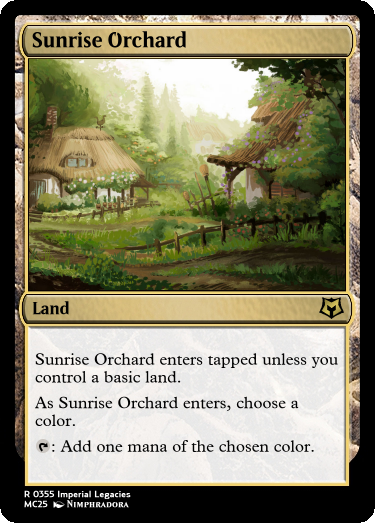 Sunrise Orchard
Land
Sunrise Orchard enters tapped unless you
control a basic land.
As Sunrise Orchard enters, choose a
color.
: Add one mana of the chosen color.
R 0355 Imperial Legacies
MC25 Nimphradora